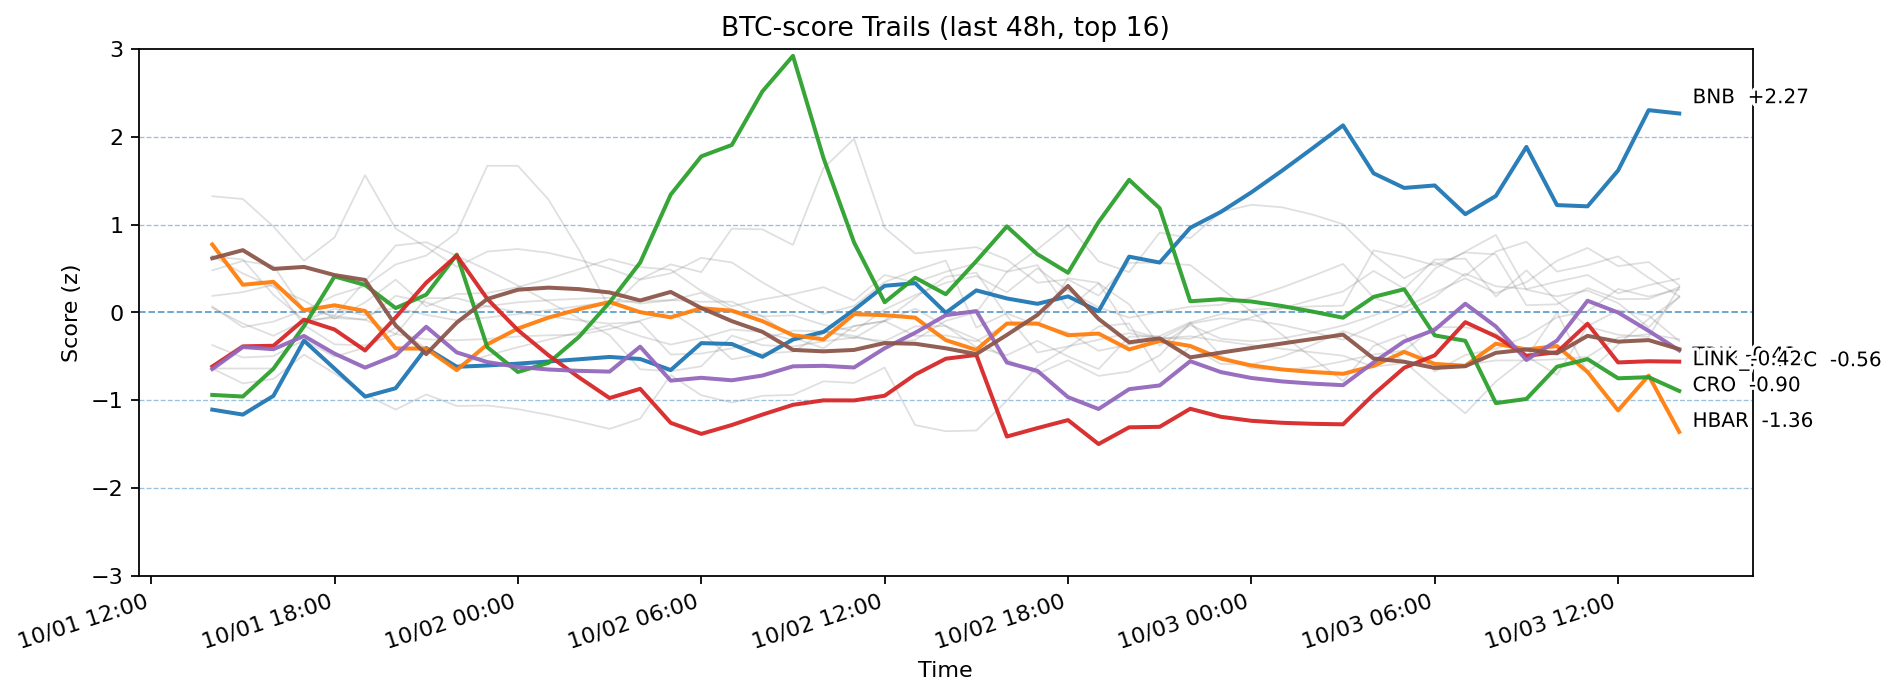 BTC-score Trails (last 48h, top 16)
3
BNB +2.27
2
1
Score (z)
0
LINK -0.42
-0.56
CRO -0.90
−1
HBAR -1.36
−2
−3
10/01 12:00
10/01 18:00
10/02 00:00
10/02 06:00
10/02 12:00
10/02 18:00
10/03 00:00
10/03 06:00
10/03 12:00
Time